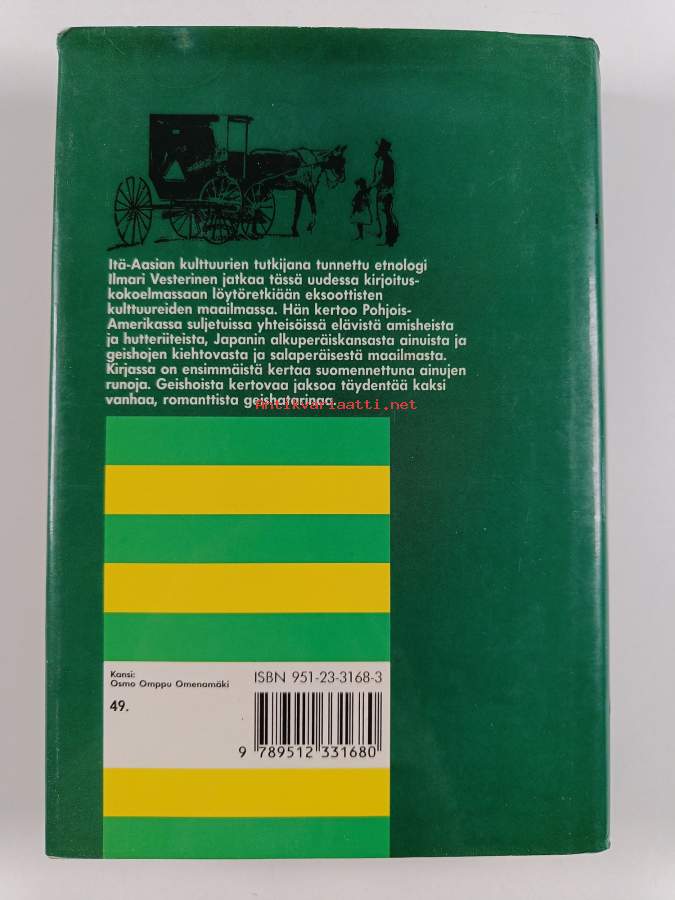 Itä-Aasian kulttuurien tutkijana tunnettu etnologi
Ilmari Vesterinen jatkaa tässä uudessa kirjoitus-
kokoelmassaan löytöretkiään eksoottisten
kulttuureiden maailmassa. Hän kertoo Pohjois-
Amerikassa suljetuissa yhteisöissä elävistä amisheista
ja hutteriiteista, Japanin alkuperäiskansasta ainuista ja
geishojen kiehtovasta ja salaperäisestä maailmasta.
Kirjassa on ensimmäistä kertaa suomennettuna ainujen
runoja. Geishoista kertovaa jaksoa täydentää kaksi
vanhaa, romanttista geishatarinaa.
Antikvariaatti.net
Kansi:
Osmo Omppu Omenamäki
49.
ISBN 951-23-3168-3
9 789512 331680